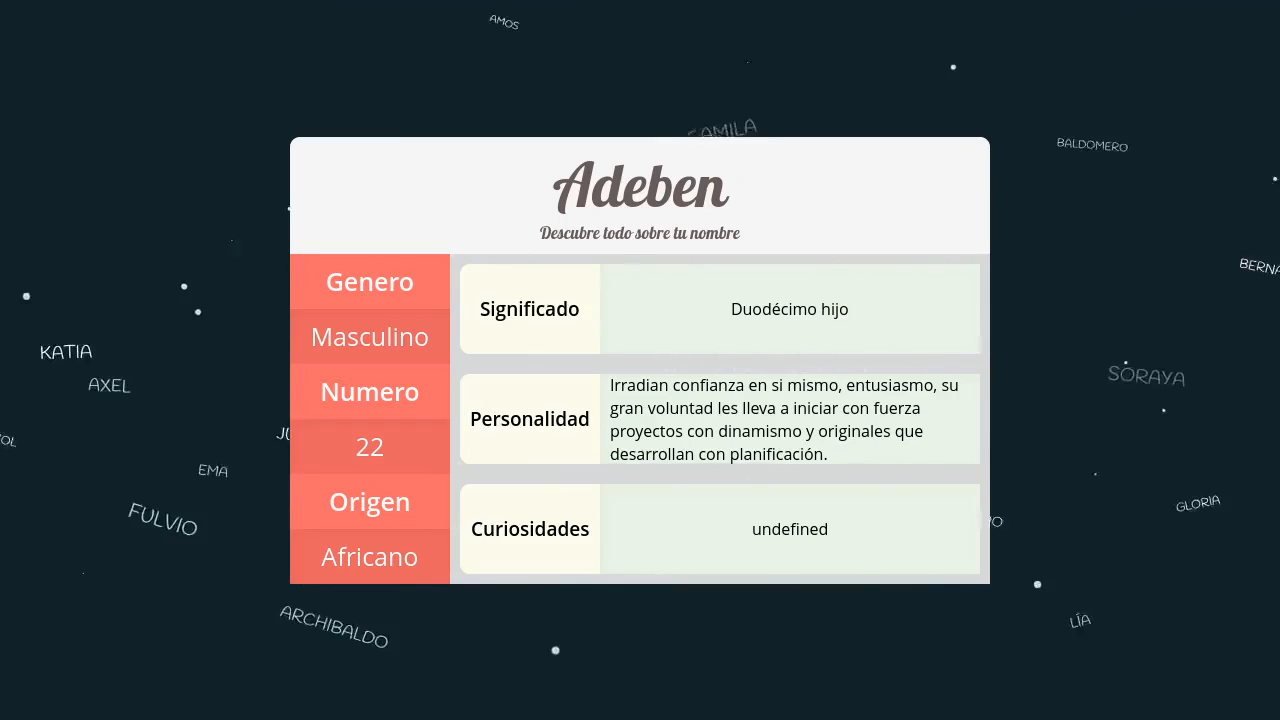 AMOS
CAMILA
BALDOMERO
Adeben
Descubre todo sobre tu nombre
Genero
Masculino
Numero
22
Origen
Africano
Significado
Duodécimo hijo
Personalidad
Irradian confianza en si mismo, entusiasmo, su
gran voluntad les lleva a iniciar con fuerza
proyectos con dinamismo y originales que
desarrollan con planificación.
Curiosidades
undefined
KATIA
AXEL
EMA
FULVIO
ARCHIBALDO
SORAYA
GLORIA
LÍA